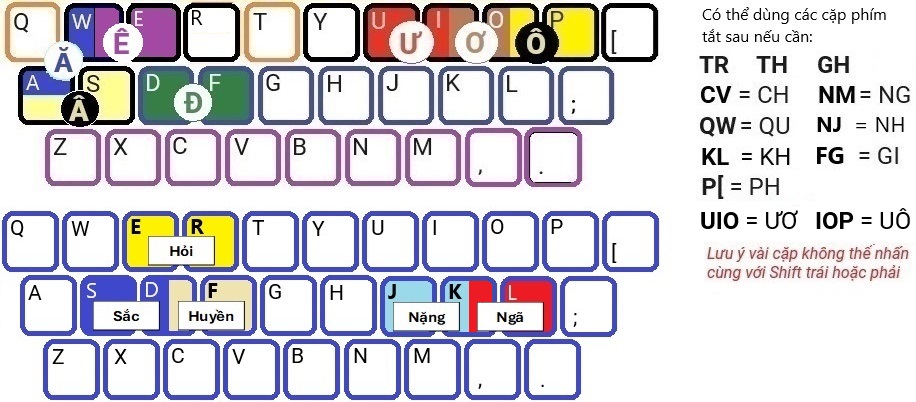 Q W E R T Y U I O P [
Ă Ê Ư Ơ Ô
A S D F G H J K L ;
Â Đ
Z X C V B N M , .
Q W E R T Y U I O P [
Hỏi
A S D F G H J K L ;
Sắc Huyền Nặng Ngã
Z X C V B N M , .
Có thể dùng các cặp phím
tắt sau nếu cần:
TR TH GH
CV = CH NM = NG
QW = QU NJ = NH
KL = KH FG = GI
P[ = PH
UIO = ƯƠ IOP = UÔ
Lưu ý vài cặp không thể nhấn
cùng với Shift trái hoặc phải